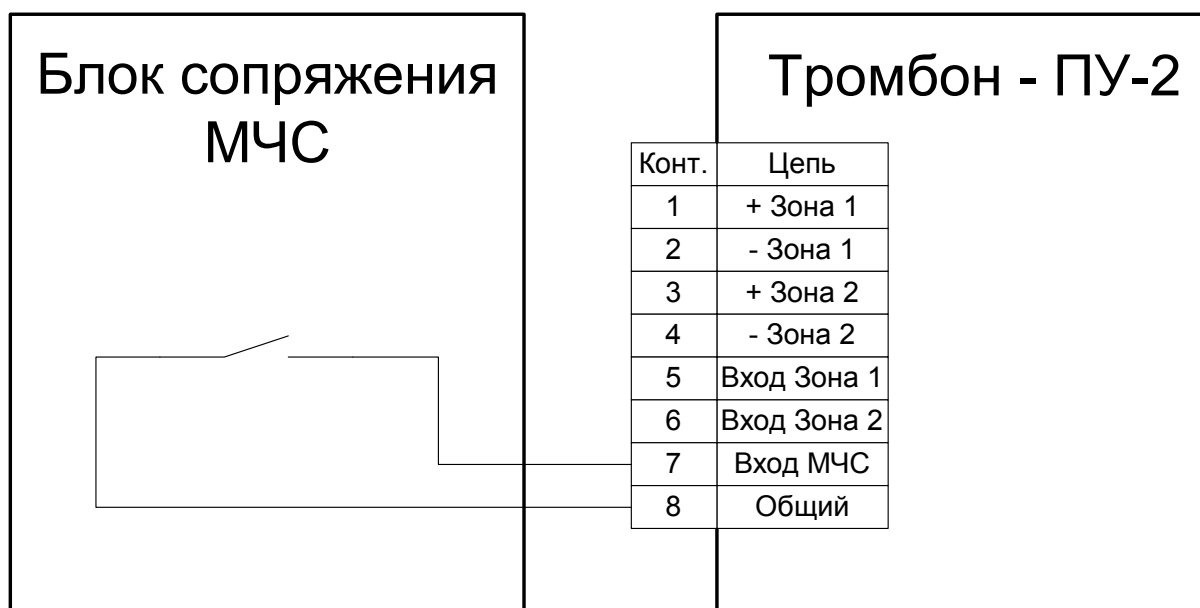 Блок сопряжения
МЧС
Тромбон - ПУ-2
Конт. Цепь
1 + Зона 1
2 - Зона 1
3 + Зона 2
4 - Зона 2
5 Вход Зона 1
6 Вход Зона 2
7 Вход МЧС
8 Общий